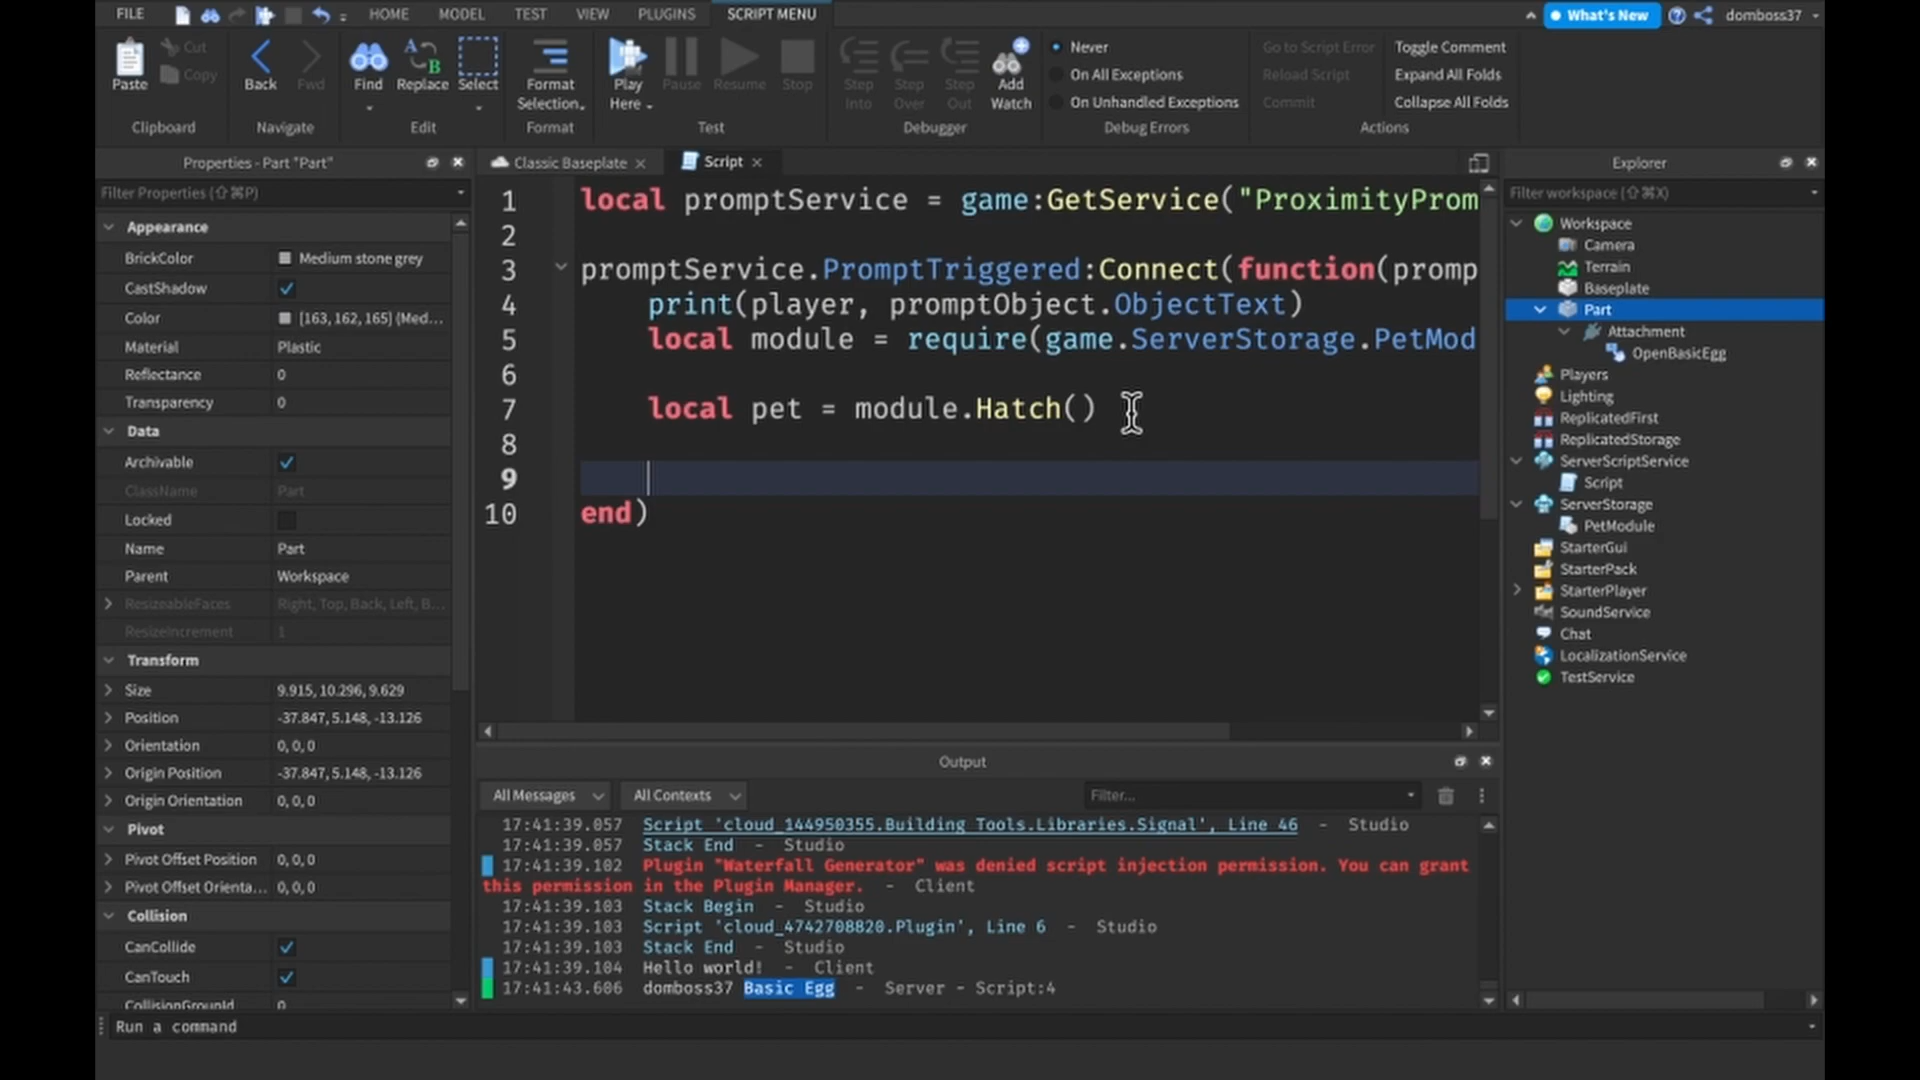 FILE HOME MODEL TEST VIEW PLUGINS SCRIPT MENU What's New domboss37
Paste Cut Copy Back Fwd Find Replace Select Format Selection... Play Here Pause Resume Stop Step Into Step Over Step Out Add Watch
Never
On All Exceptions
On Unhandled Exceptions
Go to Script Error
Reload Script
Commit
Toggle Comment
Expand All Folds
Collapse All Folds
Clipboard Navigate Edit Format Test Debugger Debug Errors Actions
Properties - Part "Part"
Filter Properties (⇧⌘P)
Appearance
BrickColor Medium stone grey
CastShadow
Color [163, 162, 165] (Med...
Material Plastic
Reflectance 0
Transparency 0
Data
Archivable
ClassName Part
Locked
Name Part
Parent Workspace
ResizeableFaces Right, Top, Back, Left, B...
ResizeIncrement 1
Transform
Size 9.915, 10.296, 9.629
Position -37.847, 5.148, -13.126
Orientation 0, 0, 0
Origin Position -37.847, 5.148, -13.126
Origin Orientation 0, 0, 0
Pivot
Pivot Offset Position 0, 0, 0
Pivot Offset Orienta... 0, 0, 0
Collision
CanCollide
CanTouch
CollisionGroupId 0
Classic Baseplate Script
1 local promptService = game:GetService("ProximityProm
2
3 promptService.PromptTriggered:Connect(function(promp
4 print(player, promptObject.ObjectText)
5 local module = require(game.ServerStorage.PetMod
6
7 local pet = module.Hatch()
8
9
10 end)
Output
All Messages All Contexts Filter...
17:41:39.057 Script 'cloud_144950355.Building Tools.Libraries.Signal', Line 46 - Studio
17:41:39.057 Stack End - Studio
17:41:39.102 Plugin "Waterfall Generator" was denied script injection permission. You can grant
this permission in the Plugin Manager. - Client
17:41:39.103 Stack Begin - Studio
17:41:39.103 Script 'cloud_4742708820.Plugin', Line 6 - Studio
17:41:39.103 Stack End - Studio
17:41:39.104 Hello world! - Client
17:41:43.606 domboss37 Basic Egg - Server - Script:4
Explorer
Filter workspace (⇧⌘X)
Workspace
Camera
Terrain
Baseplate
Part
Attachment
OpenBasicEgg
Players
Lighting
ReplicatedFirst
ReplicatedStorage
ServerScriptService
Script
ServerStorage
PetModule
StarterGui
StarterPack
StarterPlayer
SoundService
Chat
LocalizationService
TestService
Run a command